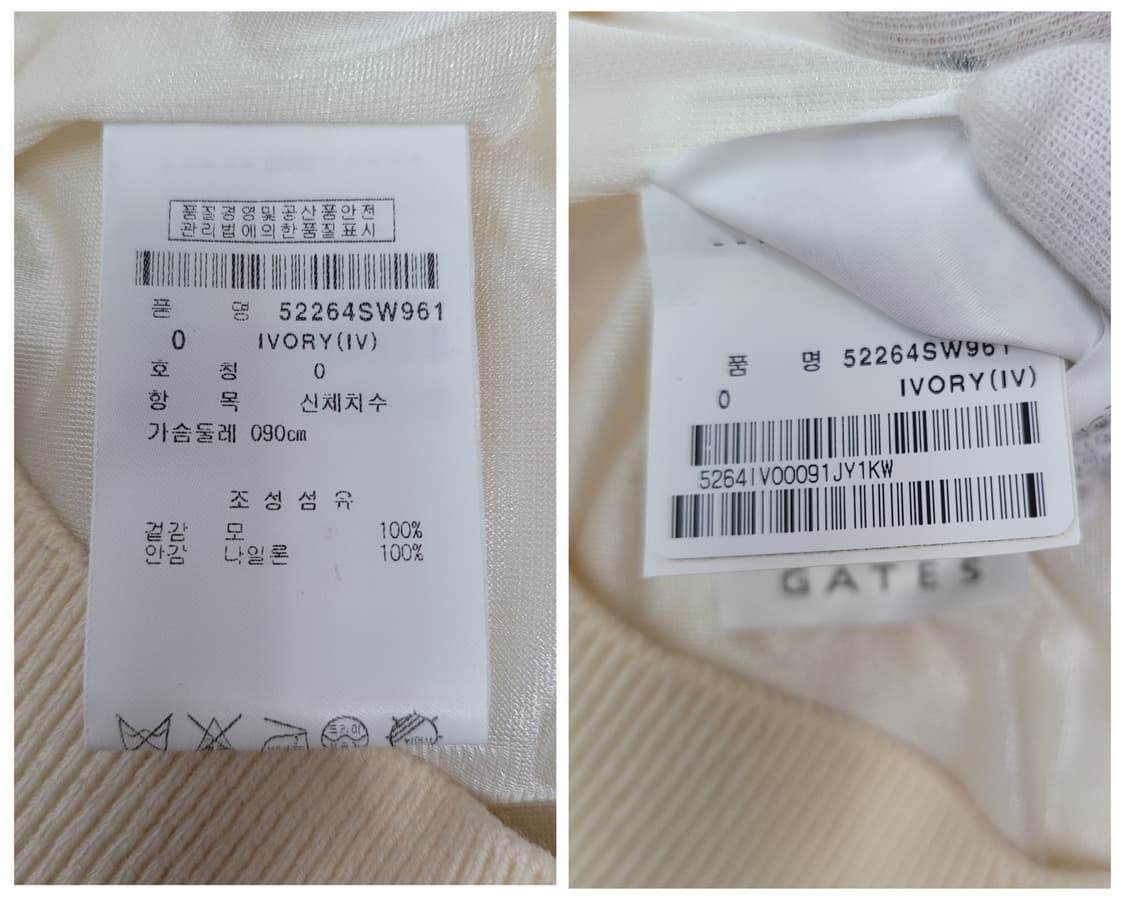 품질경영및공산품안전
관리법에의한품질표시
품 명 52264SW961
0 IVORY(IV)
호 칭 0
항 목 신체치수
가슴둘레 090cm
조성섬유
겉감 모 100%
안감 나일론 100%
품 명 52264SW961
0 IVORY(IV)
5264IV00091JY1KW
GATES